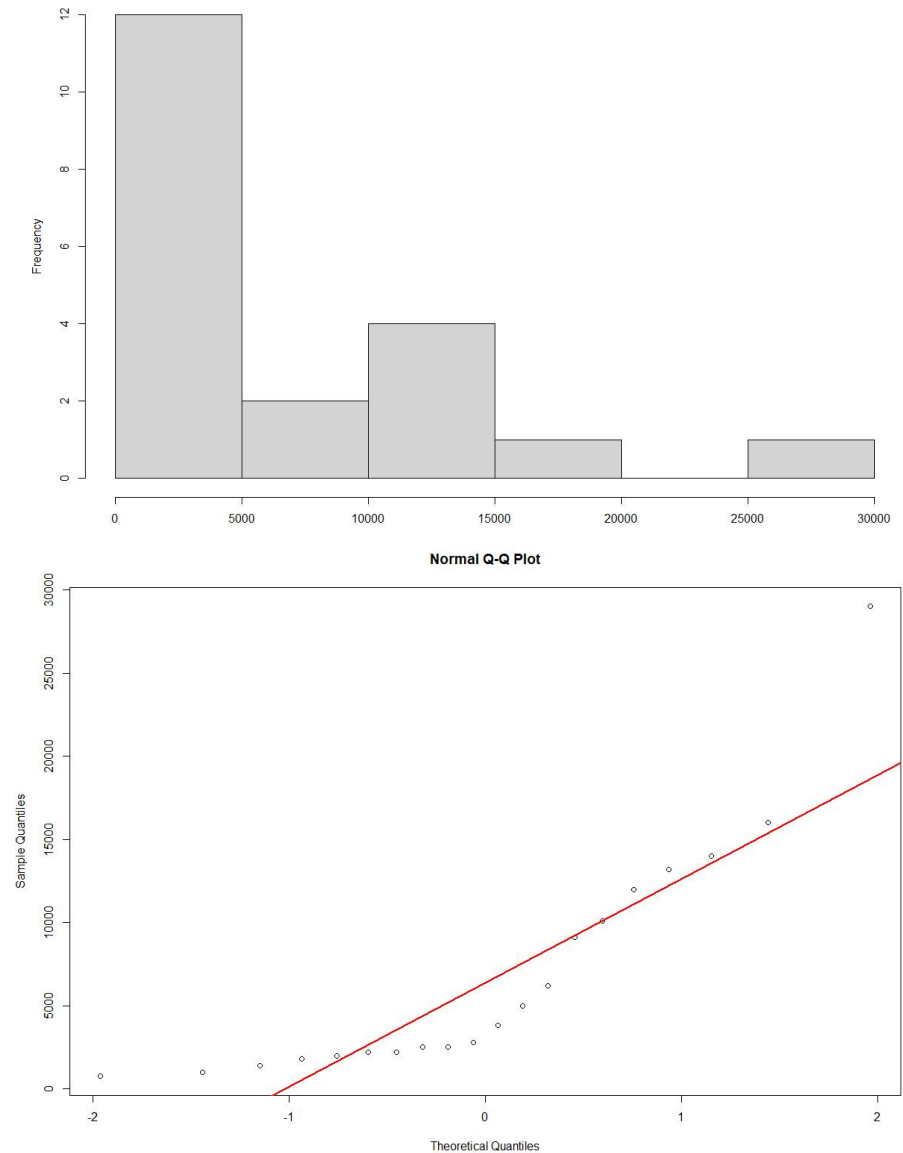 12
10
8
6
4
2
0
Frequency
0 5000 10000 15000 20000 25000 30000
Normal Q-Q Plot
30000
25000
20000
15000
10000
5000
0
Sample Quantiles
-2 -1 0 1 2
Theoretical Quantiles